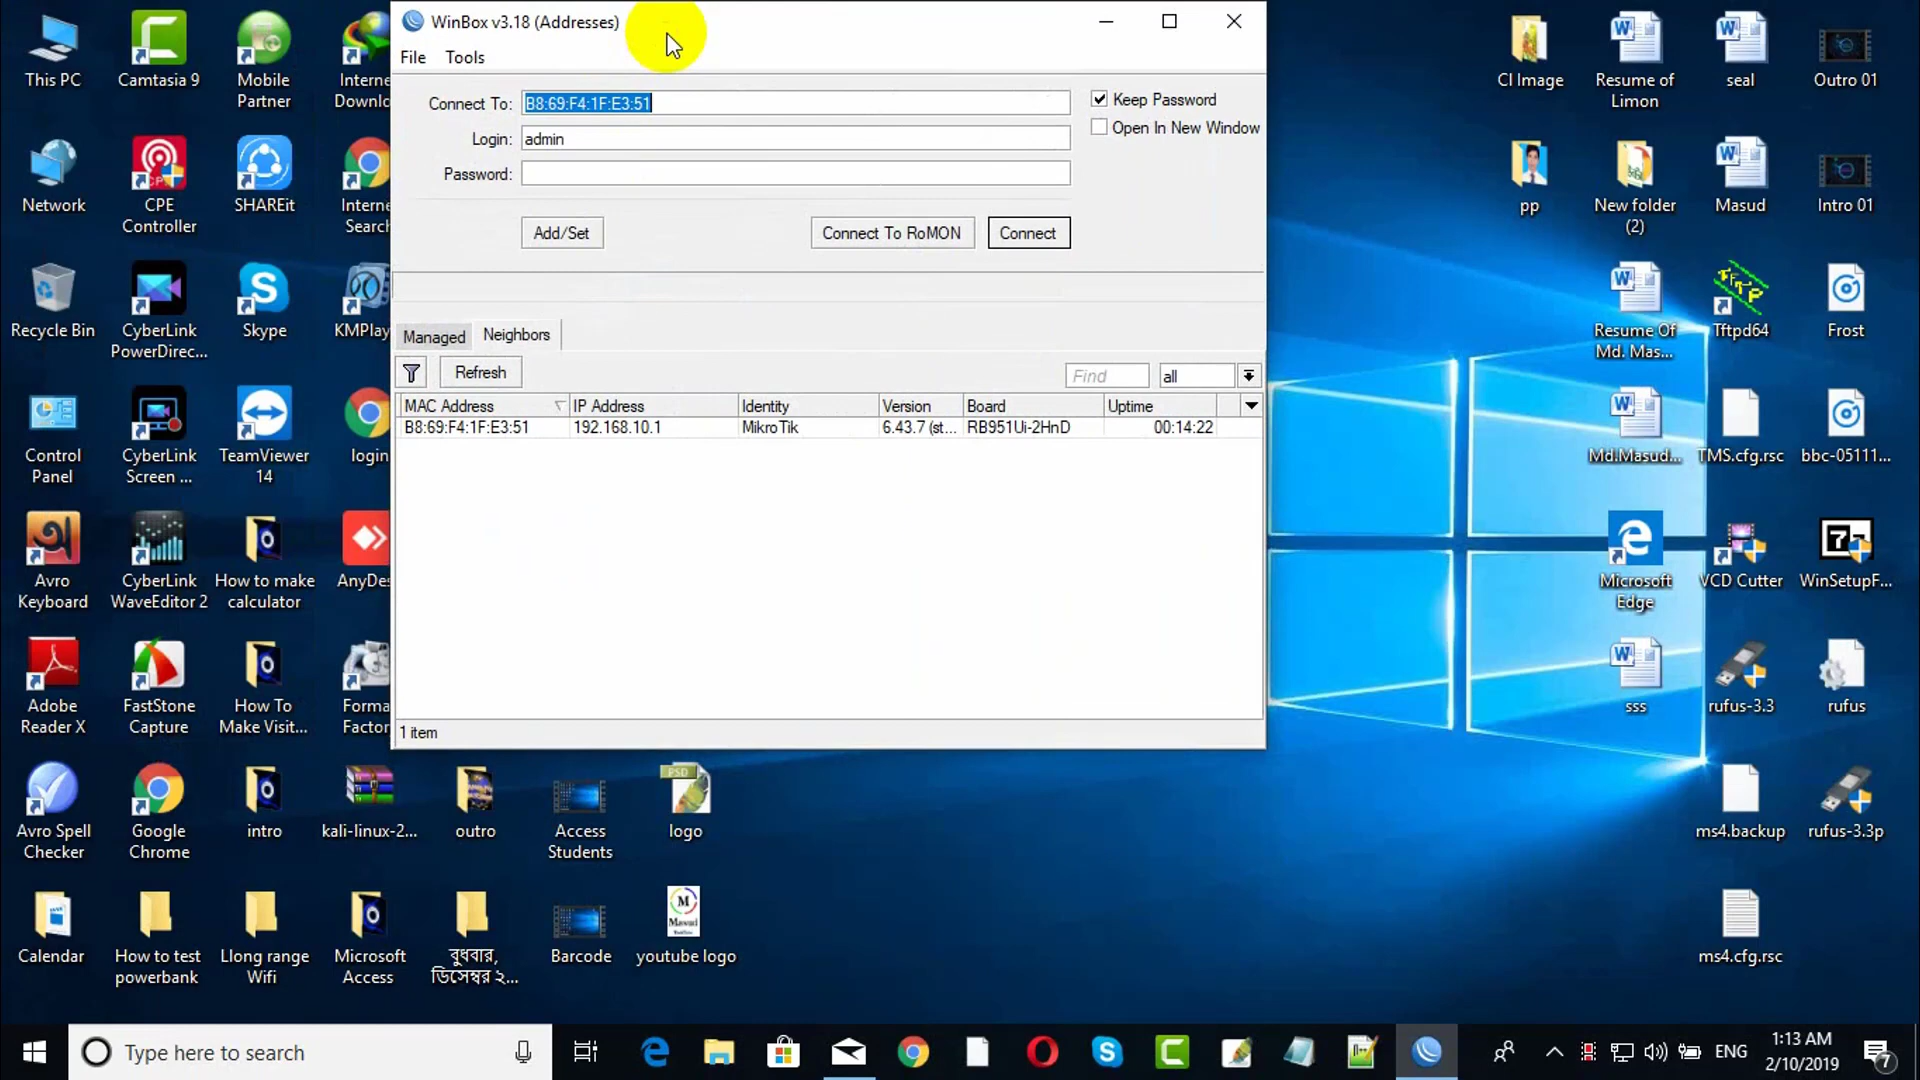 WinBox v3.18 (Addresses)
File Tools
Connect To: B8:69:F4:1F:E3:51
Keep Password
Open In New Window
Login: admin
Password:
Add/Set
Connect To RoMON
Connect
Managed
Neighbors
Refresh
Find
all
MAC Address IP Address Identity Version Board Uptime
B8:69:F4:1F:E3:51 192.168.10.1 MikroTik 6.43.7 (st... RB951Ui-2HnD 00:14:22
1 item
This PC
Camtasia 9
Mobile
Partner
Interne
Downlo
CI Image
Resume of
Limon
seal
Outro 01
Network
CPE
Controller
SHAREit
Interne
Search
pp
New folder
(2)
Masud
Intro 01
Recycle Bin
CyberLink
PowerDirec...
Skype
KMPlay
Resume Of
Md. Mas...
Tftpd64
Frost
Control
Panel
CyberLink
Screen ...
TeamViewer
14
login
Md.Masud...
TMS.cfg.rsc
bbc-05111...
Avro
Keyboard
CyberLink
WaveEditor 2
How to make
calculator
AnyDes
Microsoft
Edge
VCD Cutter
WinSetupF...
Adobe
Reader X
FastStone
Capture
How To
Make Visit...
Forma
Factor
sss
rufus-3.3
rufus
Avro Spell
Checker
Google
Chrome
intro
kali-linux-2...
outro
Access
Students
PSD
logo
ms4.backup
rufus-3.3p
Calendar
How to test
powerbank
Llong range
Wifi
Microsoft
Access
বুধবার,
ডিসেম্বর ২...
Barcode
M
Masud
youtube logo
ms4.cfg.rsc
Type here to search
ENG
1:13 AM
2/10/2019
7